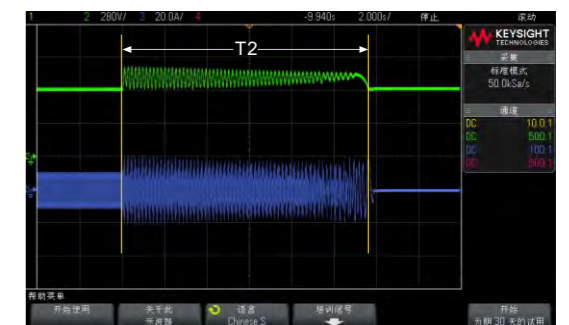 1 2 280V/ 3 20.0A/ 4 -9.940s 2.000s/ 停止 滚动
T2
KEYSIGHT
TECHNOLOGIES
采集
标准模式
50.0kSa/s
通道
DC 10.0:1
DC 500:1
DC 100:1
DC 500:1
帮助菜单
开始使用 关于此 语言 培训信号 开始
示波器 Chinese S 为期 30 天的试用